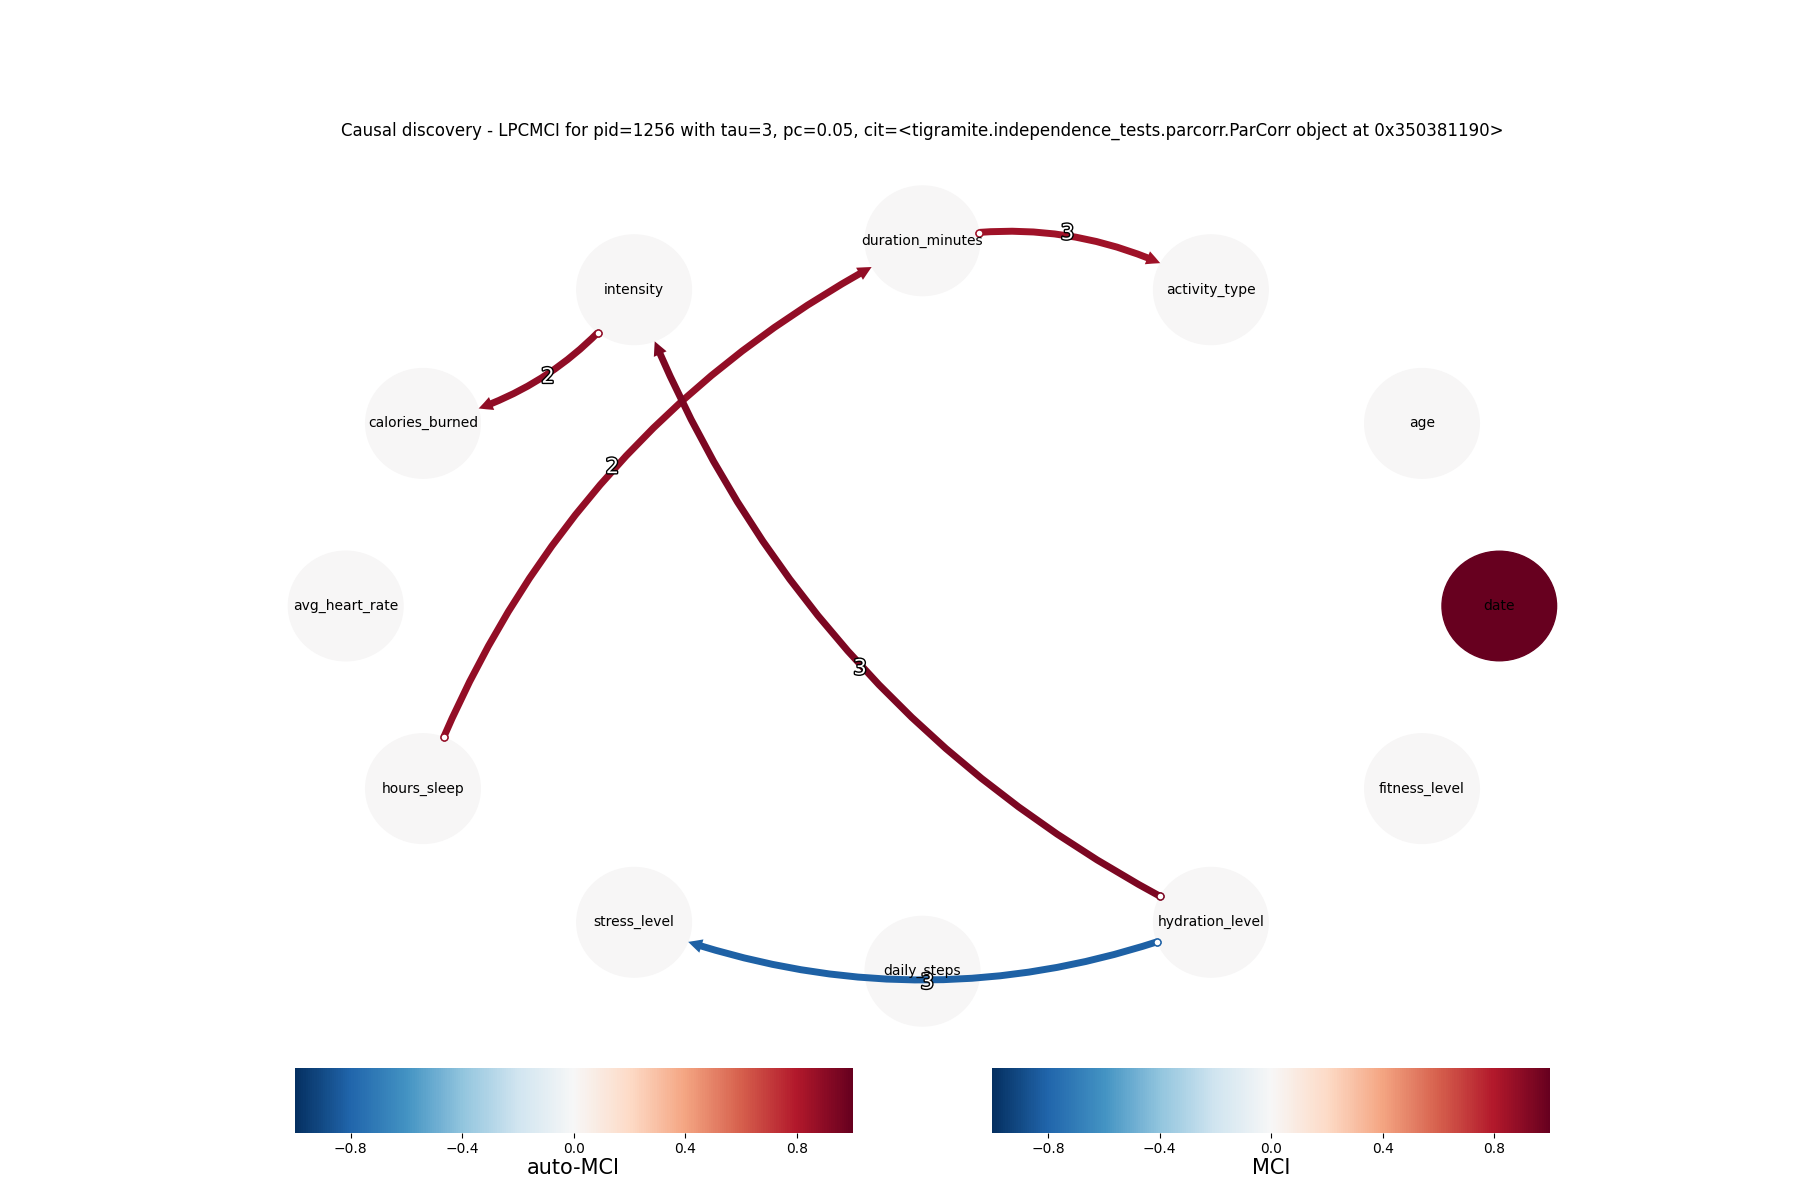 Causal discovery - LPCMCI for pid=1256 with tau=3, pc=0.05, cit=<tigramite.independence_tests.parcorr.ParCorr object at 0x350381190>
duration_minutes
3
intensity
activity_type
2
calories_burned
age
2
avg_heart_rate
date
3
hours_sleep
fitness_level
stress_level
hydration_level
daily_steps
3
−0.8 −0.4 0.0 0.4 0.8
auto-MCI
−0.8 −0.4 0.0 0.4 0.8
MCI